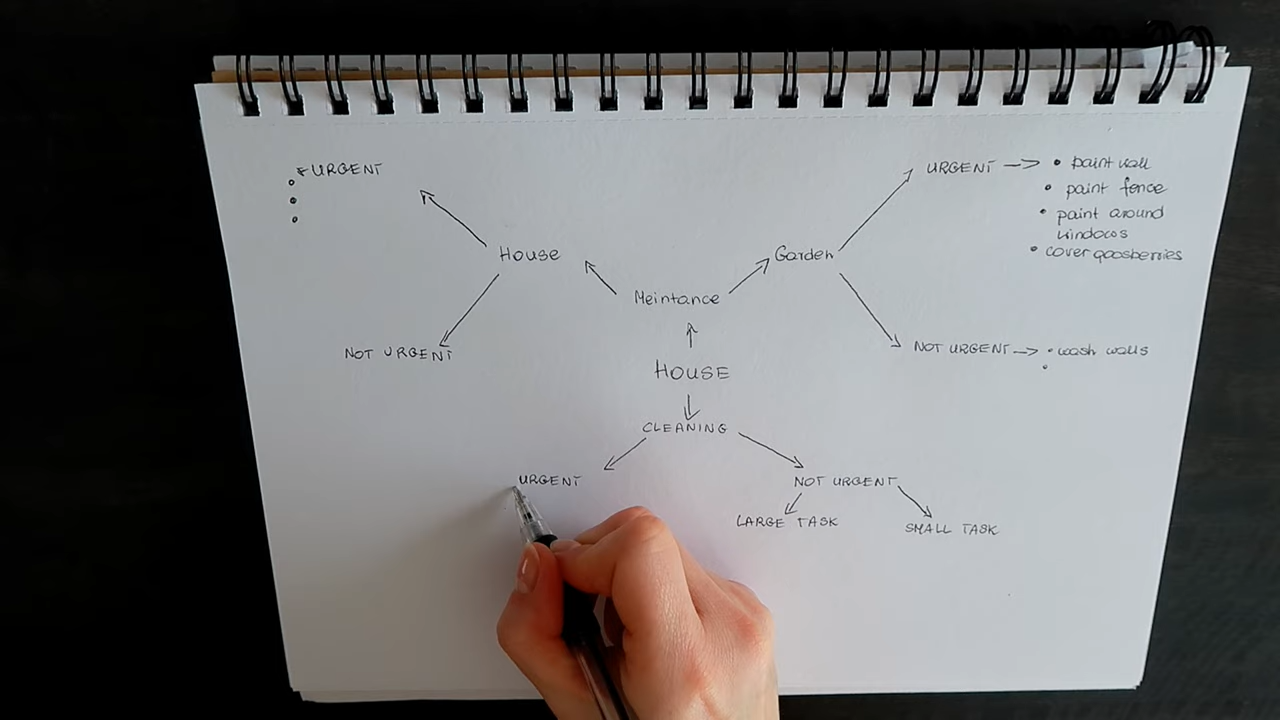 URGENT
URGENT → • paint wall
• paint fence
• paint around
windows
• cover goosberries
House
Garden
Meintance
NOT URGENT
NOT URGENT → • wash walls
HOUSE
CLEANING
URGENT
NOT URGENT
LARGE TASK
SMALL TASK